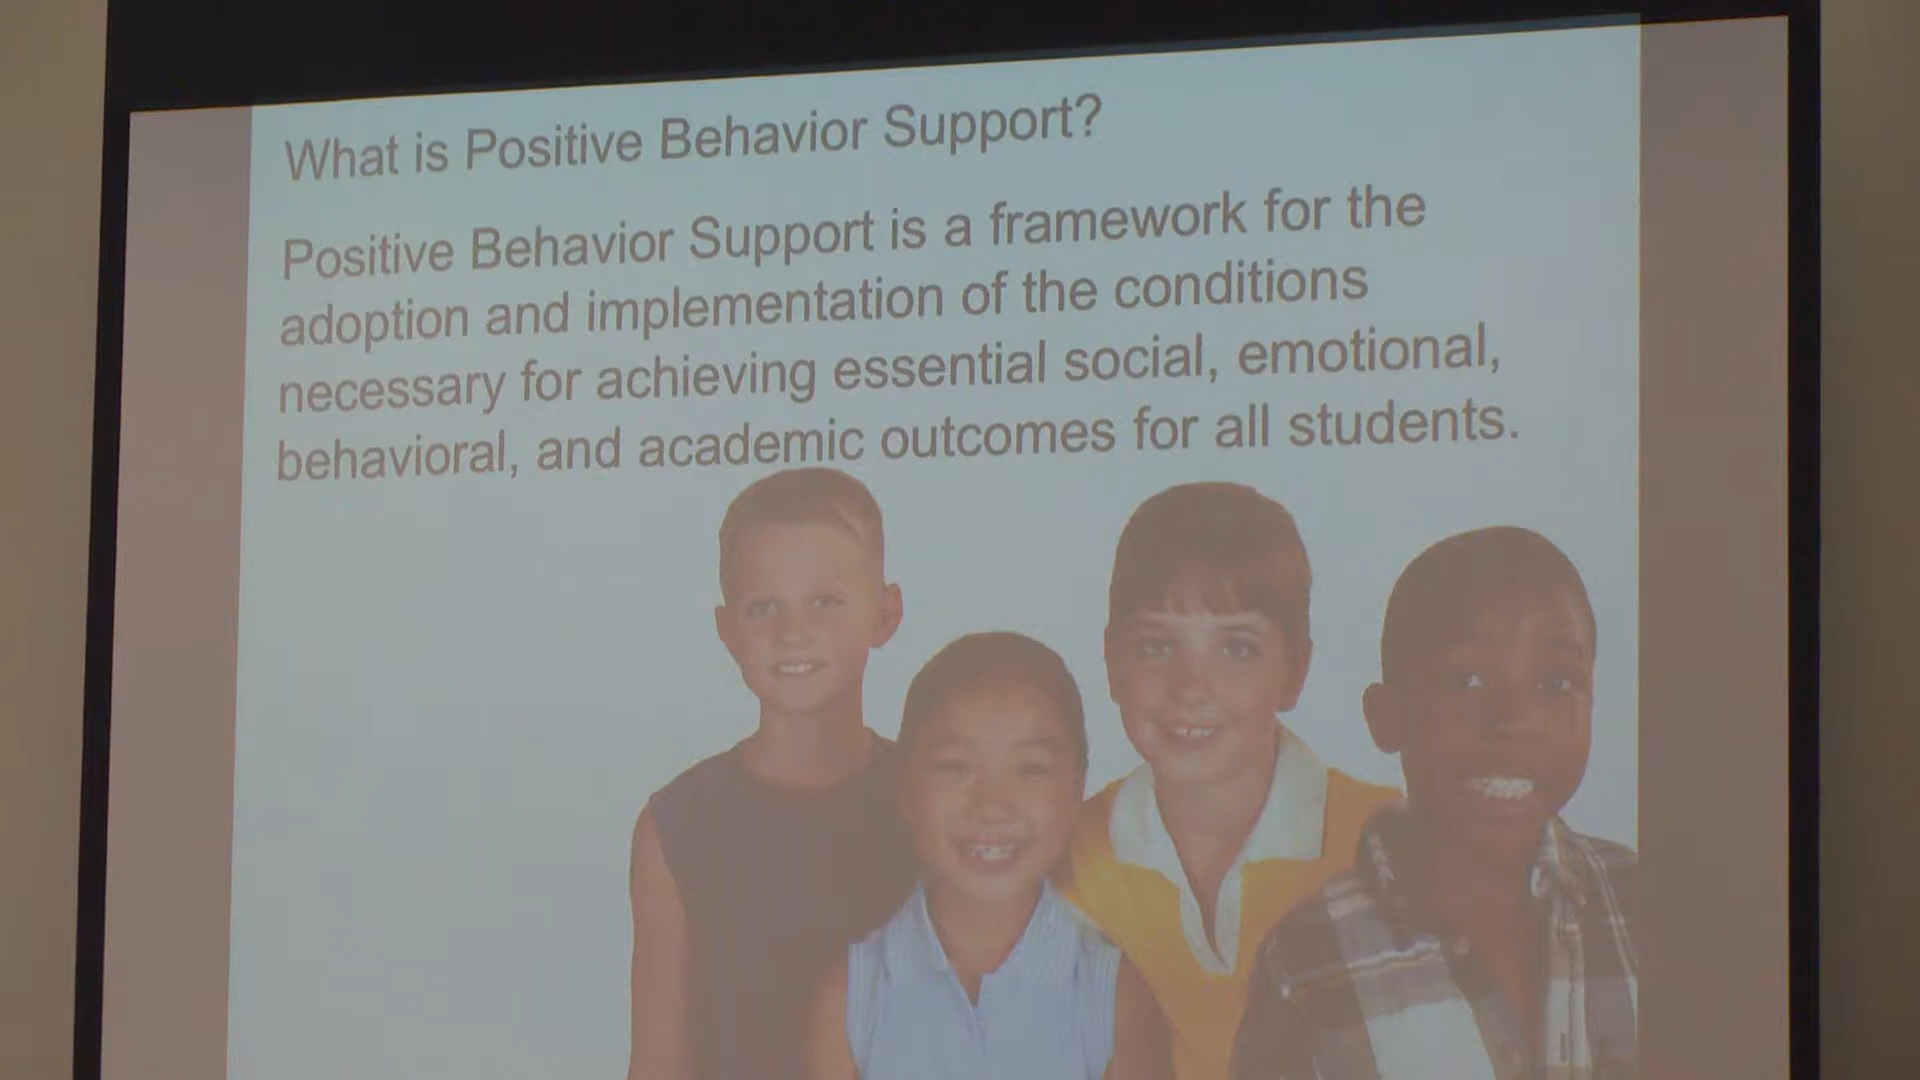 What is Positive Behavior Support?
Positive Behavior Support is a framework for the
adoption and implementation of the conditions
necessary for achieving essential social, emotional,
behavioral, and academic outcomes for all students.